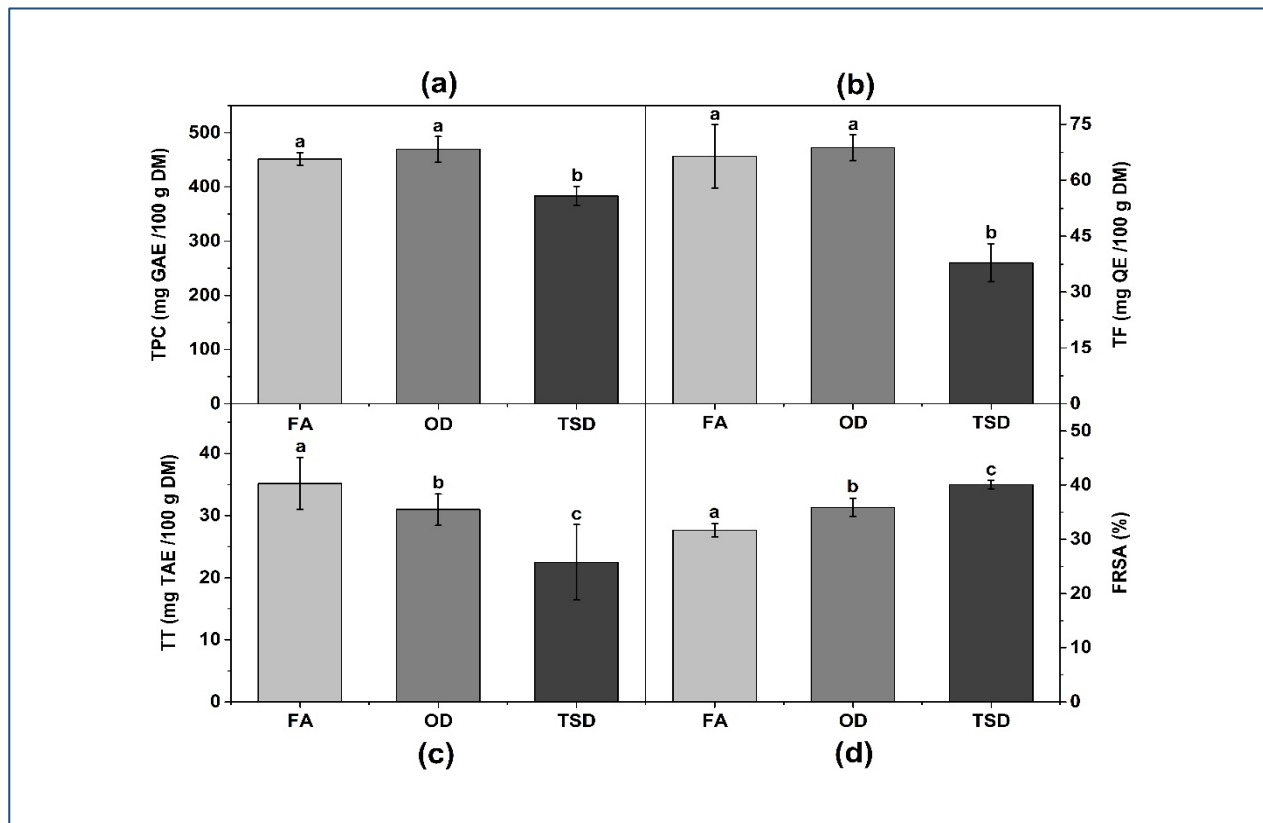 (a)
(b)
TPC (mg GAE /100 g DM)
500
400
300
200
100
0
a
a
b
FA
OD
TSD
TF (mg QE /100 g DM)
75
60
45
30
15
0
a
a
b
FA
OD
TSD
TT (mg TAE /100 g DM)
40
30
20
10
0
a
b
c
FA
OD
TSD
FRSA (%)
50
40
30
20
10
0
a
b
c
FA
OD
TSD
(c)
(d)